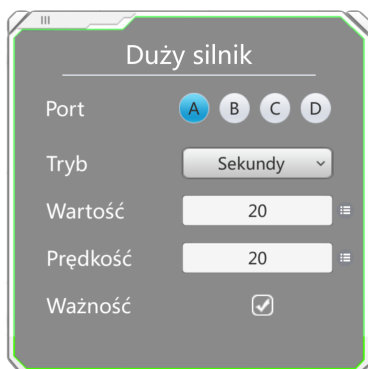 Duży silnik
Port A B C D
Tryb Sekundy
Wartość 20
Prędkość 20
Ważność